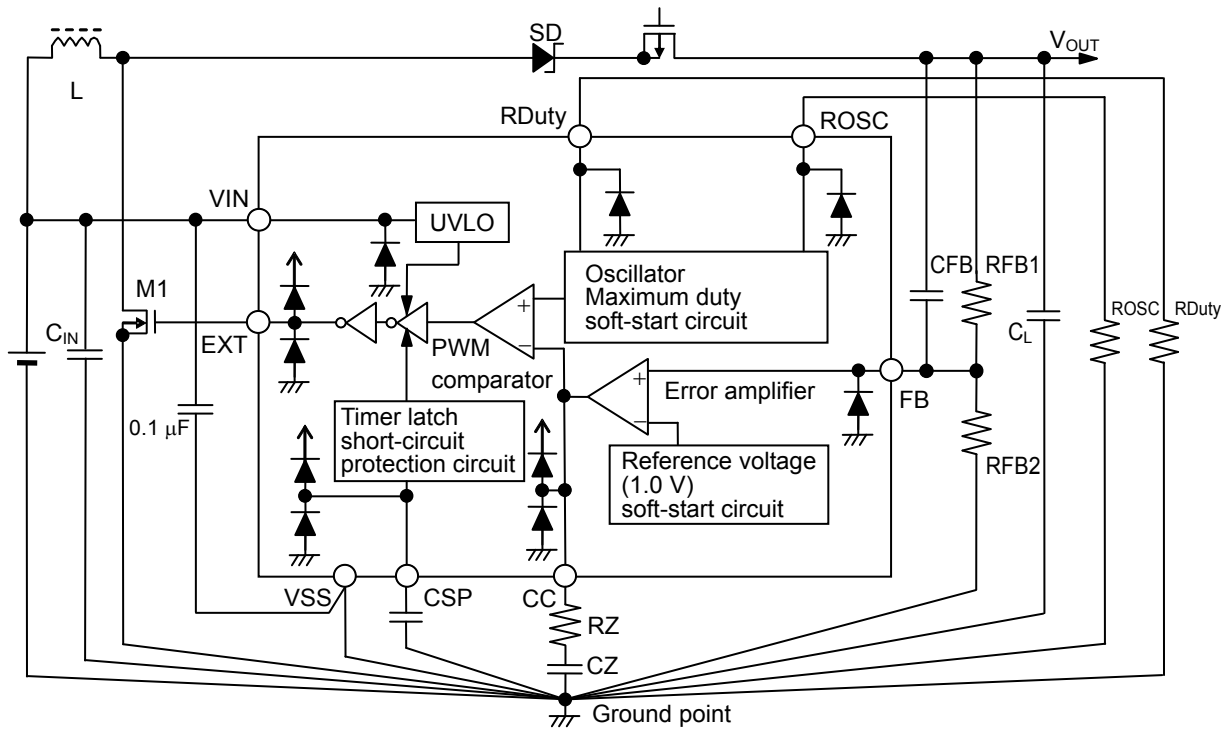 SD
VOUT
L
RDuty
ROSC
VIN
UVLO
CFB
RFB1
Oscillator
Maximum duty
soft-start circuit
M1
ROSC
RDuty
CIN
EXT
PWM
comparator
+
−
CL
Error amplifier
+
−
FB
0.1 μF
Timer latch
short-circuit
protection circuit
Reference voltage
(1.0 V)
soft-start circuit
RFB2
VSS
CSP
CC
RZ
CZ
Ground point